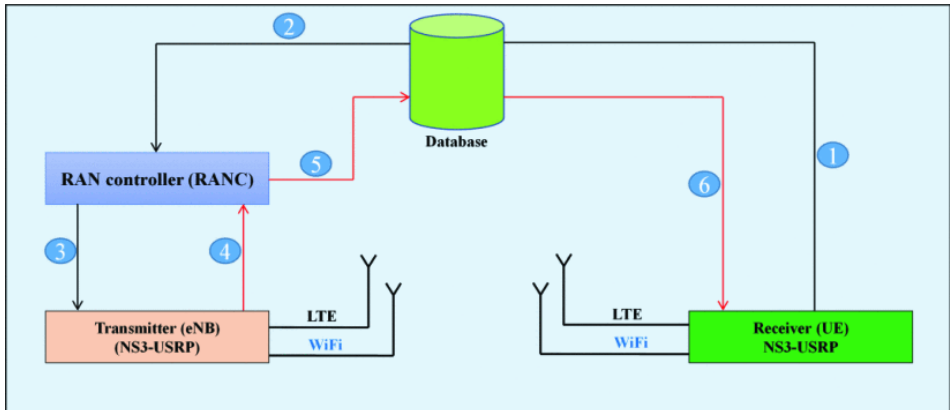 2
1
Database
5
RAN controller (RANC)
6
3
4
LTE
LTE
Transmitter (eNB)
(NS3-USRP)
WiFi
WiFi
Receiver (UE)
NS3-USRP